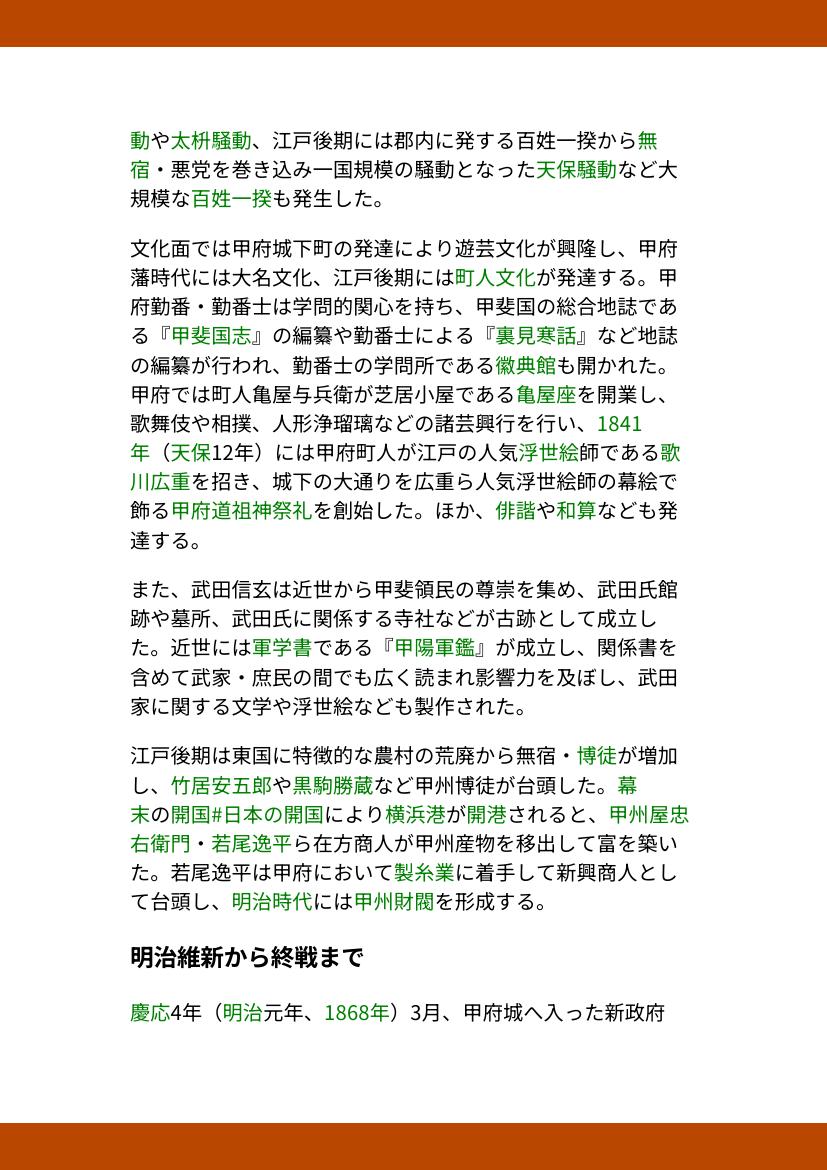 動や太枡騒動、江戸後期には郡内に発する百姓一揆から無
宿・悪党を巻き込み一国規模の騒動となった天保騒動など大
規模な百姓一揆も発生した。
文化面では甲府城下町の発達により遊芸文化が興隆し、甲府
藩時代には大名文化、江戸後期には町人文化が発達する。甲
府勤番・勤番士は学問的関心を持ち、甲斐国の総合地誌であ
る『甲斐国志』の編纂や勤番士による『裏見寒話』など地誌
の編纂が行われ、勤番士の学問所である徽典館も開かれた。
甲府では町人亀屋与兵衛が芝居小屋である亀屋座を開業し、
歌舞伎や相撲、人形浄瑠璃などの諸芸興行を行い、1841
年（天保12年）には甲府町人が江戸の人気浮世絵師である歌
川広重を招き、城下の大通りを広重ら人気浮世絵師の幕絵で
飾る甲府道祖神祭礼を創始した。ほか、俳諧や和算なども発
達する。
また、武田信玄は近世から甲斐領民の尊崇を集め、武田氏館
跡や墓所、武田氏に関係する寺社などが古跡として成立し
た。近世には軍学書である『甲陽軍鑑』が成立し、関係書を
含めて武家・庶民の間でも広く読まれ影響力を及ぼし、武田
家に関する文学や浮世絵なども製作された。
江戸後期は東国に特徴的な農村の荒廃から無宿・博徒が増加
し、竹居安五郎や黒駒勝蔵など甲州博徒が台頭した。幕
末の開国#日本の開国により横浜港が開港されると、甲州屋忠
右衛門・若尾逸平ら在方商人が甲州産物を移出して富を築い
た。若尾逸平は甲府において製糸業に着手して新興商人とし
て台頭し、明治時代には甲州財閥を形成する。
明治維新から終戦まで
慶応4年（明治元年、1868年）3月、甲府城へ入った新政府